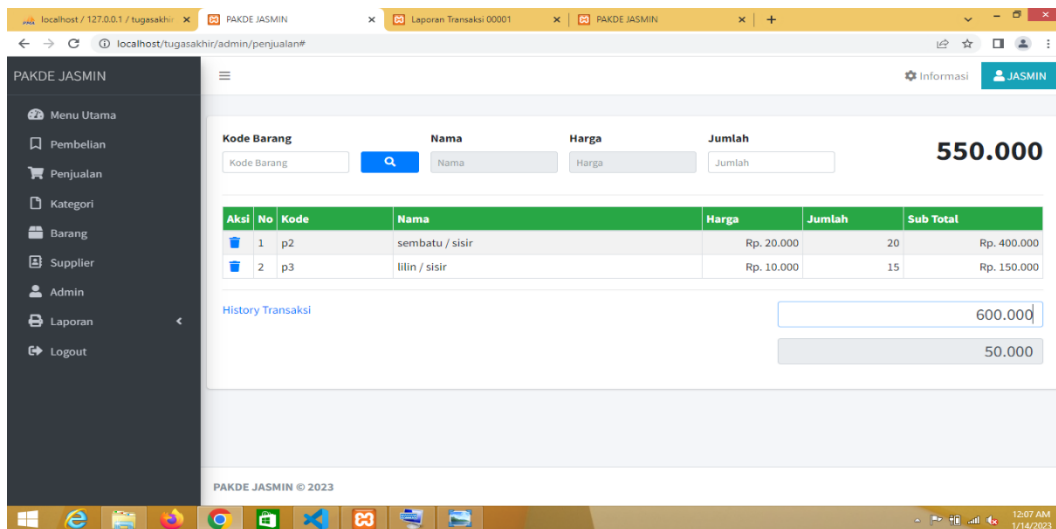 localhost / 127.0.0.1 / tugasakhir
PAKDE JASMIN
Laporan Transaksi 00001
PAKDE JASMIN
localhost/tugasakhir/admin/penjualan#
PAKDE JASMIN
Informasi
JASMIN
Menu Utama
Pembelian
Penjualan
Kategori
Barang
Supplier
Admin
Laporan
Logout
Kode Barang Nama Harga Jumlah
Kode Barang Nama Harga Jumlah
550.000
Aksi No Kode Nama Harga Jumlah Sub Total
1 p2 sembatu / sisir Rp. 20.000 20 Rp. 400.000
2 p3 lilin / sisir Rp. 10.000 15 Rp. 150.000
History Transaksi
600.000
50.000
PAKDE JASMIN © 2023
12:07 AM